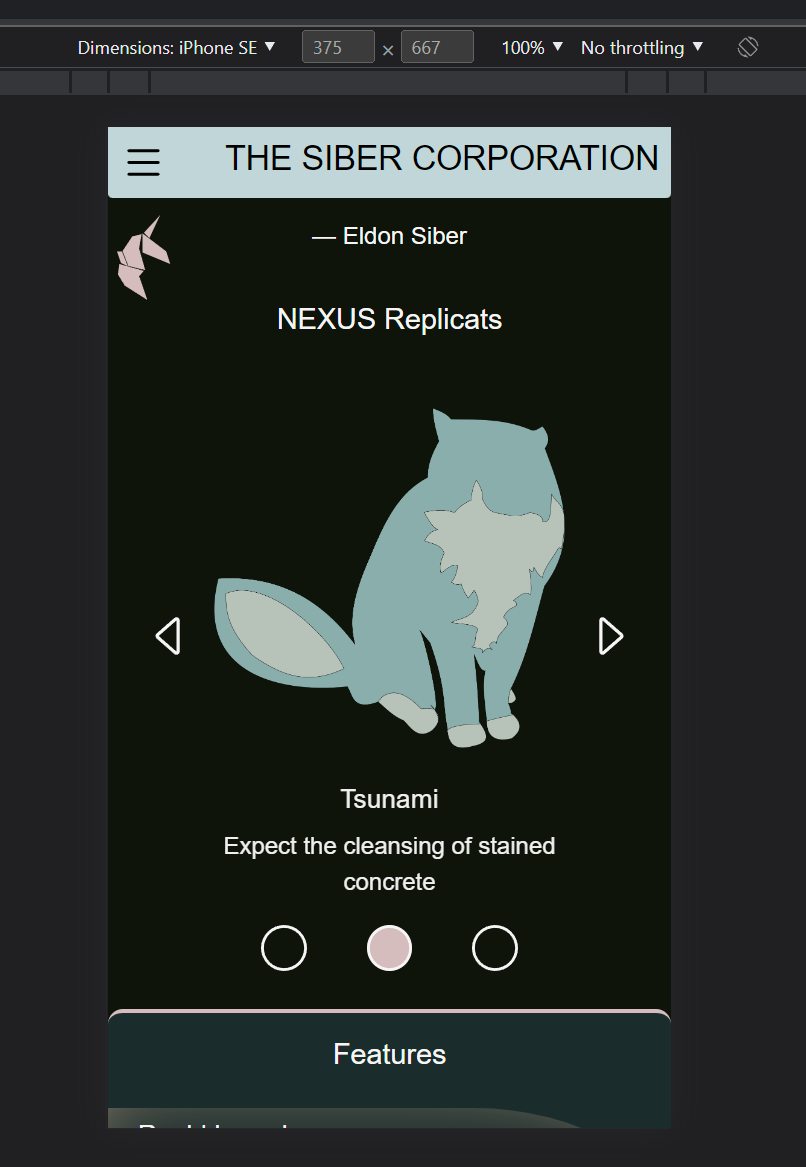 Dimensions: iPhone SE ▼ 375 × 667 100% ▼ No throttling ▼
THE SIBER CORPORATION
— Eldon Siber
NEXUS Replicats
Tsunami
Expect the cleansing of stained
concrete
Features